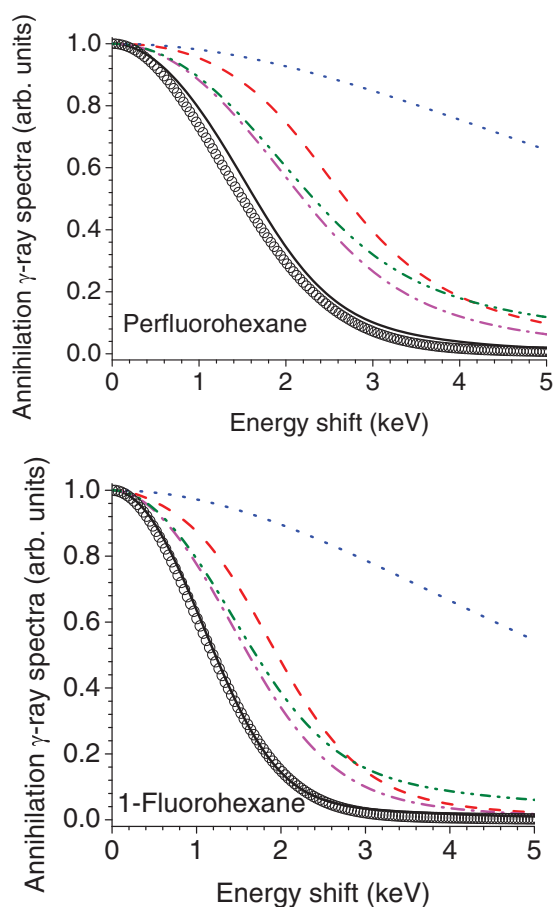 Annihilation γ-ray spectra (arb. units)
1.0
0.8
0.6
0.4
0.2
0.0
Perfluorohexane
0 1 2 3 4 5
Energy shift (keV)
Annihilation γ-ray spectra (arb. units)
1.0
0.8
0.6
0.4
0.2
0.0
1-Fluorohexane
0 1 2 3 4 5
Energy shift (keV)